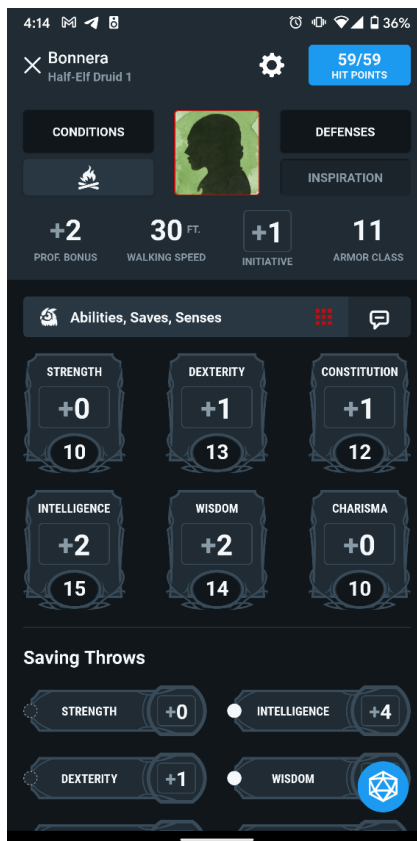 4:14
36%
Bonnera
Half-Elf Druid 1
59/59
HIT POINTS
CONDITIONS
DEFENSES
INSPIRATION
+2
PROF. BONUS
30 FT.
WALKING SPEED
+1
INITIATIVE
11
ARMOR CLASS
Abilities, Saves, Senses
STRENGTH
+0
10
DEXTERITY
+1
13
CONSTITUTION
+1
12
INTELLIGENCE
+2
15
WISDOM
+2
14
CHARISMA
+0
10
Saving Throws
STRENGTH +0
INTELLIGENCE +4
DEXTERITY +1
WISDOM